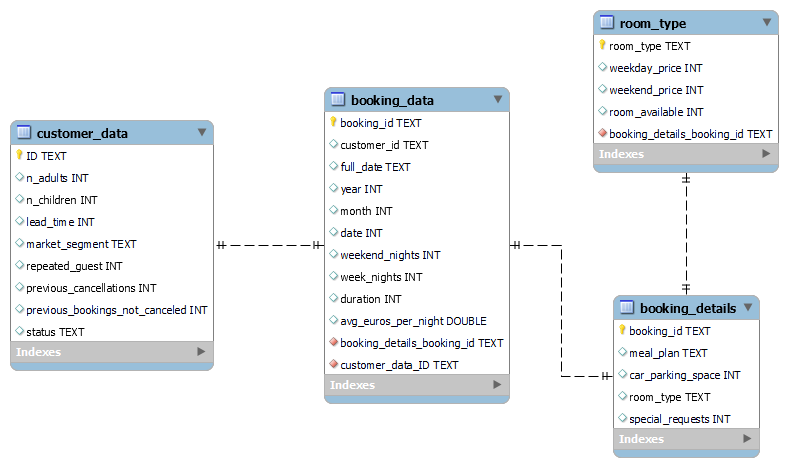 customer_data
ID TEXT
n_adults INT
n_children INT
lead_time INT
market_segment TEXT
repeated_guest INT
previous_cancellations INT
previous_bookings_not_canceled INT
status TEXT
Indexes
booking_data
booking_id TEXT
customer_id TEXT
full_date TEXT
year INT
month INT
date INT
weekend_nights INT
week_nights INT
duration INT
avg_euros_per_night DOUBLE
booking_details_booking_id TEXT
customer_data_ID TEXT
Indexes
room_type
room_type TEXT
weekday_price INT
weekend_price INT
room_available INT
booking_details_booking_id TEXT
Indexes
booking_details
booking_id TEXT
meal_plan TEXT
car_parking_space INT
room_type TEXT
special_requests INT
Indexes